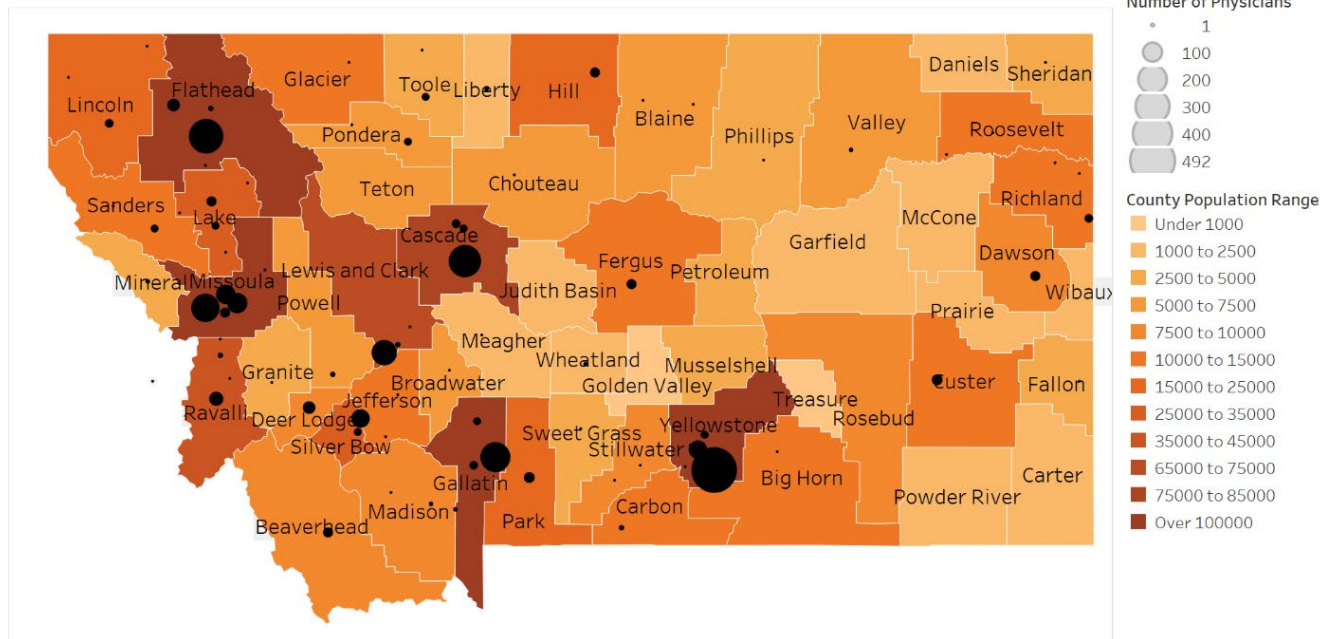 Number of Physicians
1
100
200
300
400
492
County Population Range
Under 1000
1000 to 2500
2500 to 5000
5000 to 7500
7500 to 10000
10000 to 15000
15000 to 25000
25000 to 35000
35000 to 45000
65000 to 75000
75000 to 85000
Over 100000
Lincoln
Flathead
Glacier
Toole
Liberty
Hill
Blaine
Phillips
Valley
Daniels
Sheridan
Roosevelt
Pondera
Teton
Chouteau
Sanders
Lake
Cascade
Fergus
Petroleum
Garfield
McCone
Richland
Dawson
Wibaux
Mineral
Missoula
Powell
Lewis and Clark
Judith Basin
Prairie
Meagher
Wheatland
Golden Valley
Musselshell
Treasure
Rosebud
Custer
Fallon
Granite
Ravalli
Deer Lodge
Silver Bow
Jefferson
Broadwater
Gallatin
Sweet Grass
Stillwater
Yellowstone
Big Horn
Powder River
Carter
Beaverhead
Madison
Park
Carbon